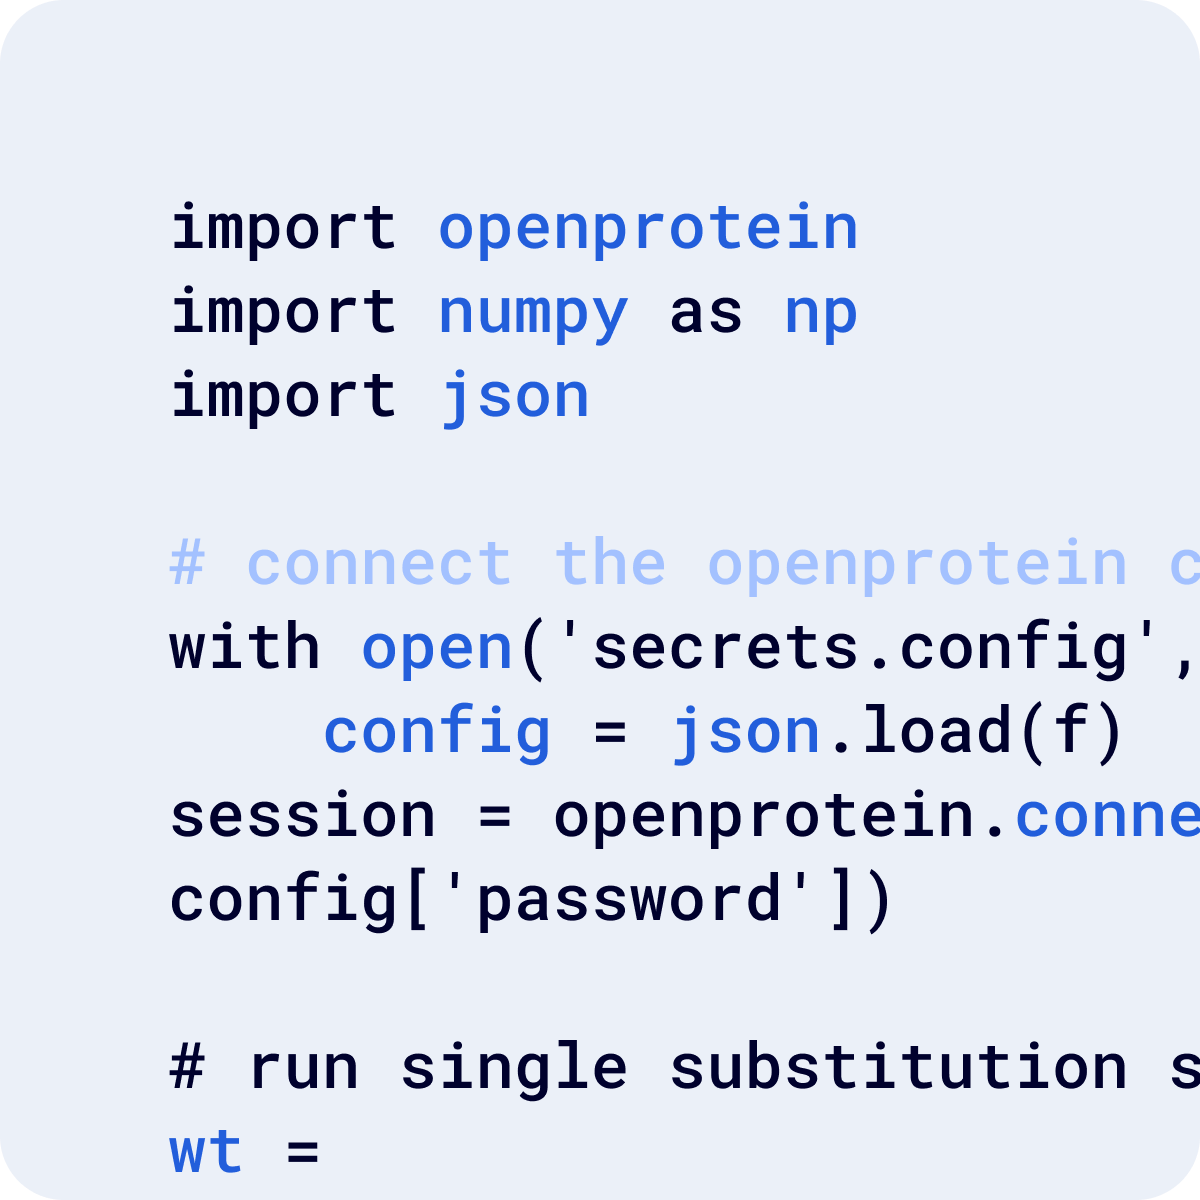 import openprotein
import numpy as np
import json
# connect the openprotein c
with open('secrets.config',
    config = json.load(f)
session = openprotein.conne
config['password'])
# run single substitution s
wt =